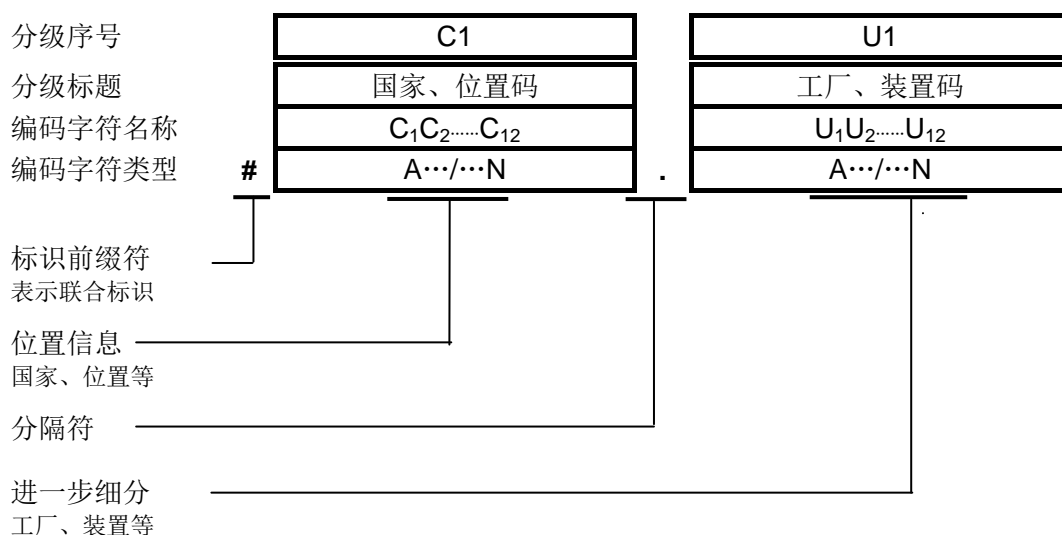 分级序号 C1 U1
分级标题 国家、位置码 工厂、装置码
编码字符名称 C₁C₂……C₁₂ U₁U₂……U₁₂
编码字符类型 # A…/…N . A…/…N
标识前缀符
表示联合标识
位置信息
国家、位置等
分隔符
进一步细分
工厂、装置等